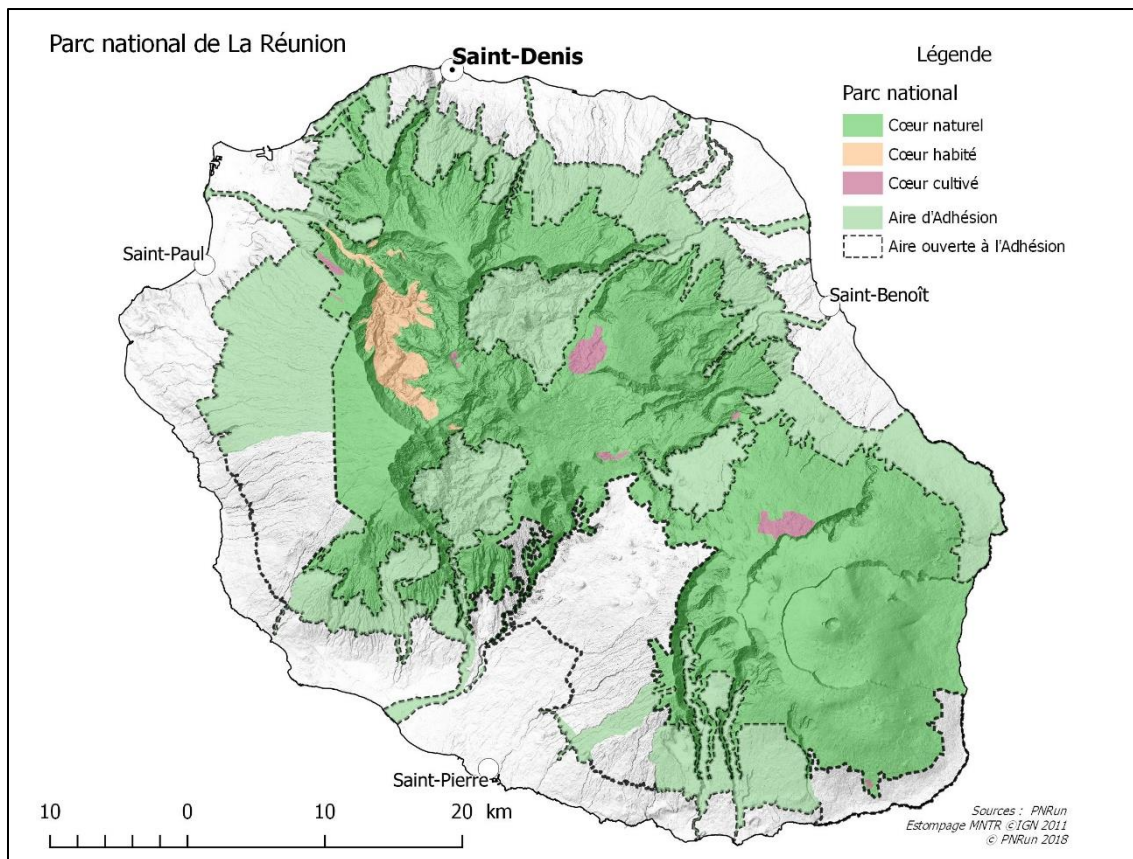 Parc national de La Réunion
Saint-Denis
Légende
Parc national
Cœur naturel
Cœur habité
Cœur cultivé
Aire d'Adhésion
Aire ouverte à l'Adhésion
Saint-Paul
Saint-Benoît
Saint-Pierre
10 0 10 20 km
Sources : PNRun
Estompage MNTR ©IGN 2011
© PNRun 2018